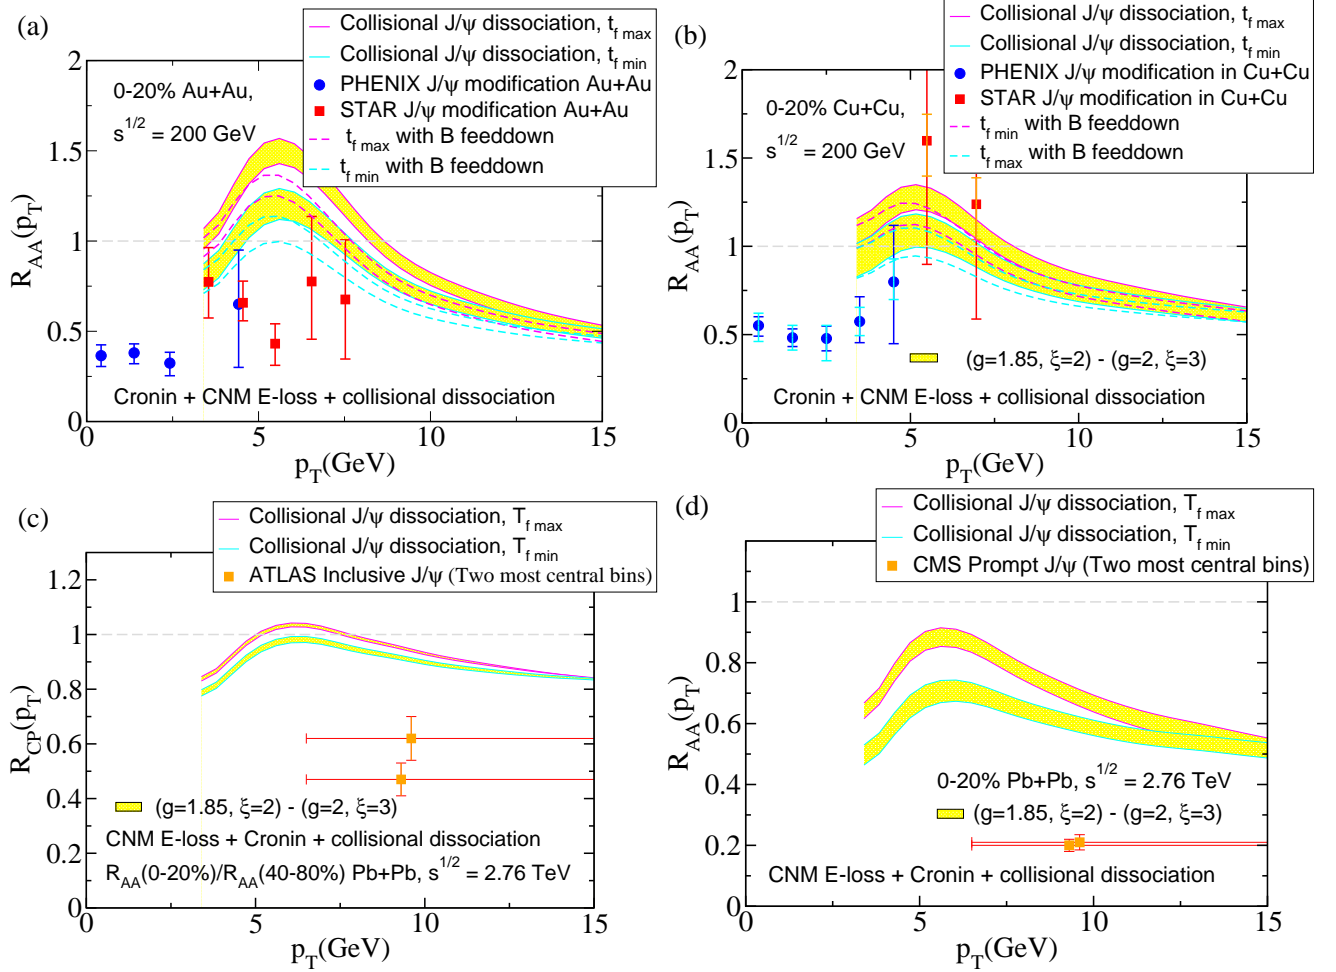 (a)
Collisional J/ψ dissociation, t_f max
Collisional J/ψ dissociation, t_f min
PHENIX J/ψ modification Au+Au
STAR J/ψ modification Au+Au
t_f max with B feeddown
t_f min with B feeddown
0-20% Au+Au,
s^1/2 = 200 GeV
2
1.5
1
0.5
0
R_AA(p_T)
Cronin + CNM E-loss + collisional dissociation
0 5 10 15
p_T(GeV)
(b)
Collisional J/ψ dissociation, t_f max
Collisional J/ψ dissociation, t_f min
PHENIX J/ψ modification in Cu+Cu
STAR J/ψ modification in Cu+Cu
t_f min with B feeddown
t_f max with B feeddown
0-20% Cu+Cu,
s^1/2 = 200 GeV
2
1.5
1
0.5
0
R_AA(p_T)
(g=1.85, ξ=2) - (g=2, ξ=3)
Cronin + CNM E-loss + collisional dissociation
0 5 10 15
p_T(GeV)
(c)
Collisional J/ψ dissociation, T_f max
Collisional J/ψ dissociation, T_f min
ATLAS Inclusive J/ψ (Two most central bins)
1.2
1
0.8
0.6
0.4
0.2
0
R_CP(p_T)
(g=1.85, ξ=2) - (g=2, ξ=3)
CNM E-loss + Cronin + collisional dissociation
R_AA(0-20%)/R_AA(40-80%) Pb+Pb, s^1/2 = 2.76 TeV
0 5 10 15
p_T(GeV)
(d)
Collisional J/ψ dissociation, T_f max
Collisional J/ψ dissociation, T_f min
CMS Prompt J/ψ (Two most central bins)
1
0.8
0.6
0.4
0.2
0
R_AA(p_T)
0-20% Pb+Pb, s^1/2 = 2.76 TeV
(g=1.85, ξ=2) - (g=2, ξ=3)
CNM E-loss + Cronin + collisional dissociation
0 5 10 15
p_T(GeV)